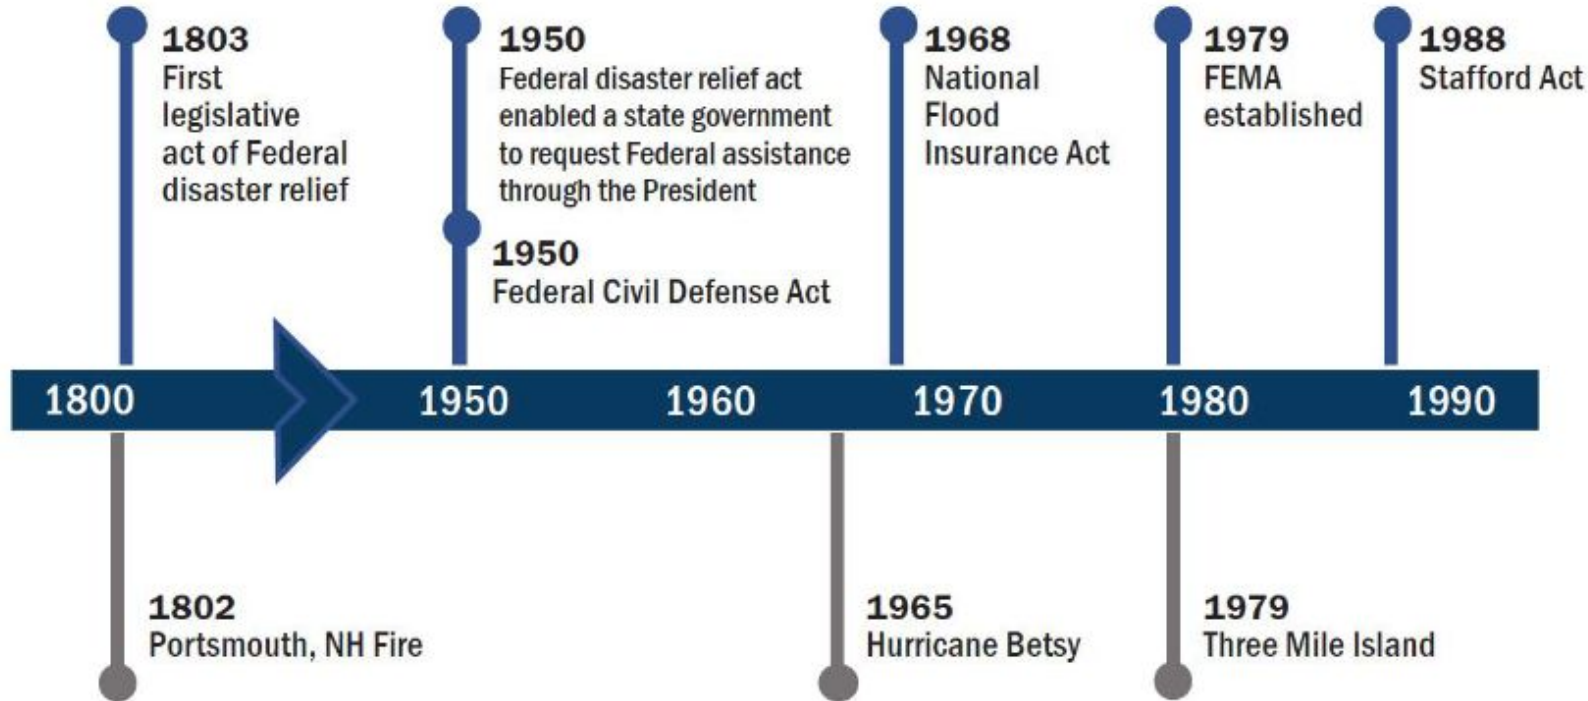 1803
First
legislative
act of Federal
disaster relief
1950
Federal disaster relief act
enabled a state government
to request Federal assistance
through the President
1950
Federal Civil Defense Act
1968
National
Flood
Insurance Act
1979
FEMA
established
1988
Stafford Act
1800
1950
1960
1970
1980
1990
1802
Portsmouth, NH Fire
1965
Hurricane Betsy
1979
Three Mile Island